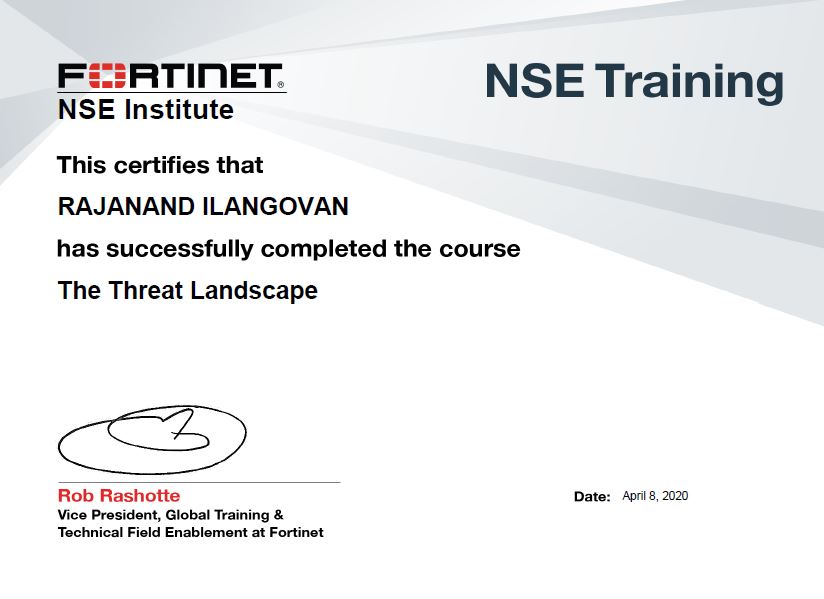 FORTINET®
NSE Training
NSE Institute
This certifies that
RAJANAND ILANGOVAN
has successfully completed the course
The Threat Landscape
Rob Rashotte
Vice President, Global Training &
Technical Field Enablement at Fortinet
Date: April 8, 2020